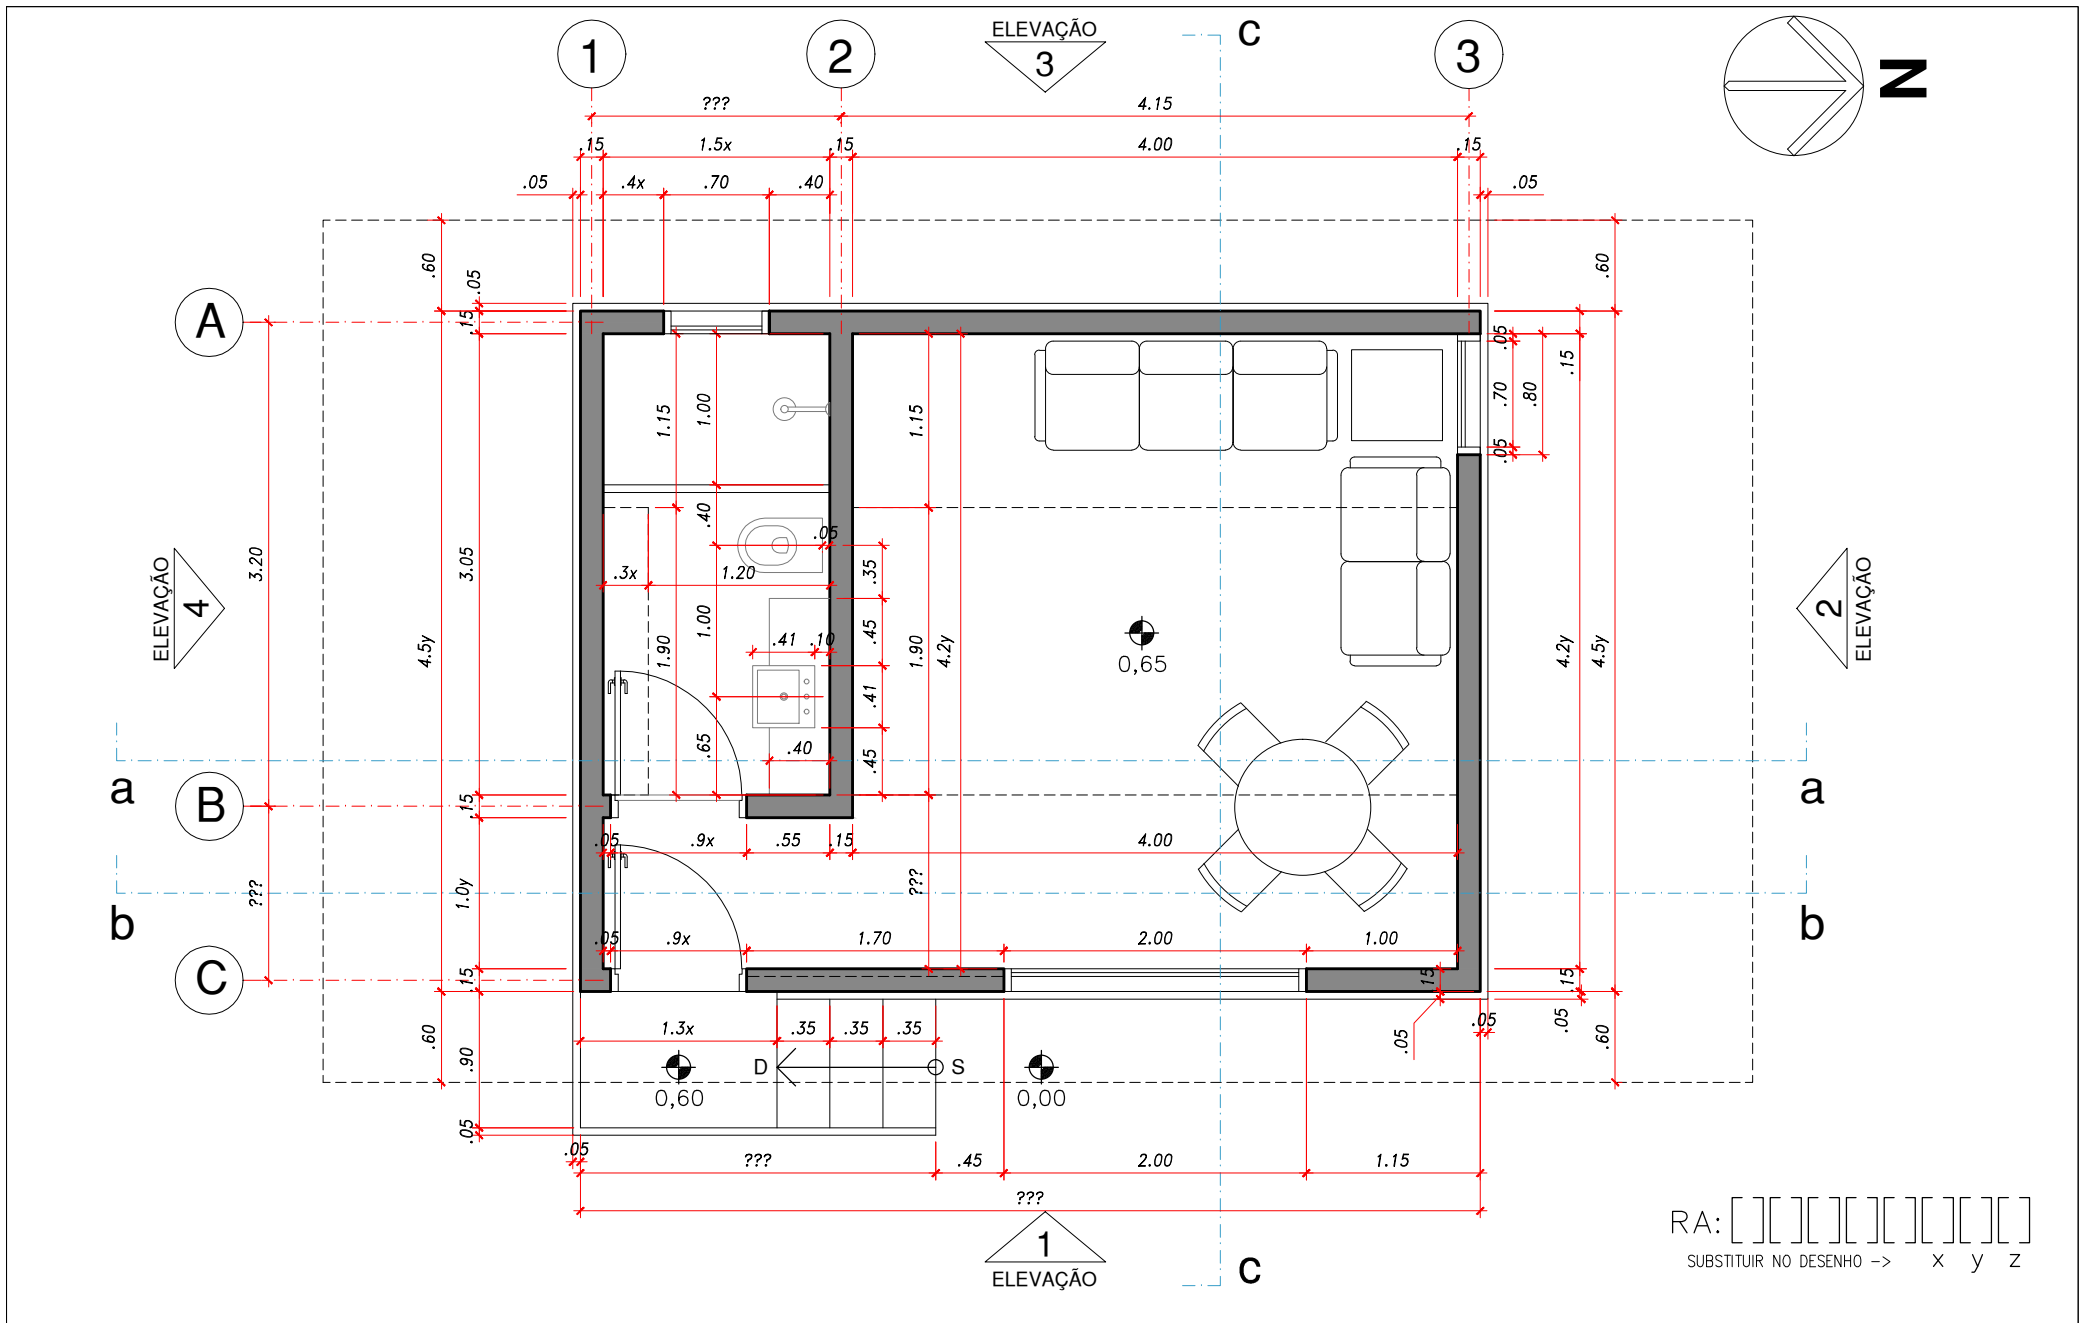 ELEVAÇÃO
3
c
1
2
3
N
???
4.15
.15
1.5x
.15
4.00
.15
.05
.4x
.70
.40
.05
.60
.05
.60
A
.15
.05
.15
1.15
1.00
1.15
.70
.80
.05
3.20
3.05
.40
.05
.3x
1.20
.35
ELEVAÇÃO
4
4.5y
1.90
1.00
.41
.10
.45
1.90
4.2y
0,65
4.2y
4.5y
2
ELEVAÇÃO
.65
.40
.41
.45
a
a
B
.15
.05
.9x
.55
.15
4.00
???
1.0y
???
b
b
.05
.9x
1.70
2.00
1.00
C
.15
.15
.15
1.3x
.35
.35
.35
.60
.90
.05
.05
.05
.60
D
S
0,60
0,00
.05
.05
???
.45
2.00
1.15
???
1
ELEVAÇÃO
c
RA: [ ][ ][ ][ ][ ][ ][ ][ ]
SUBSTITUIR NO DESENHO -> x y z